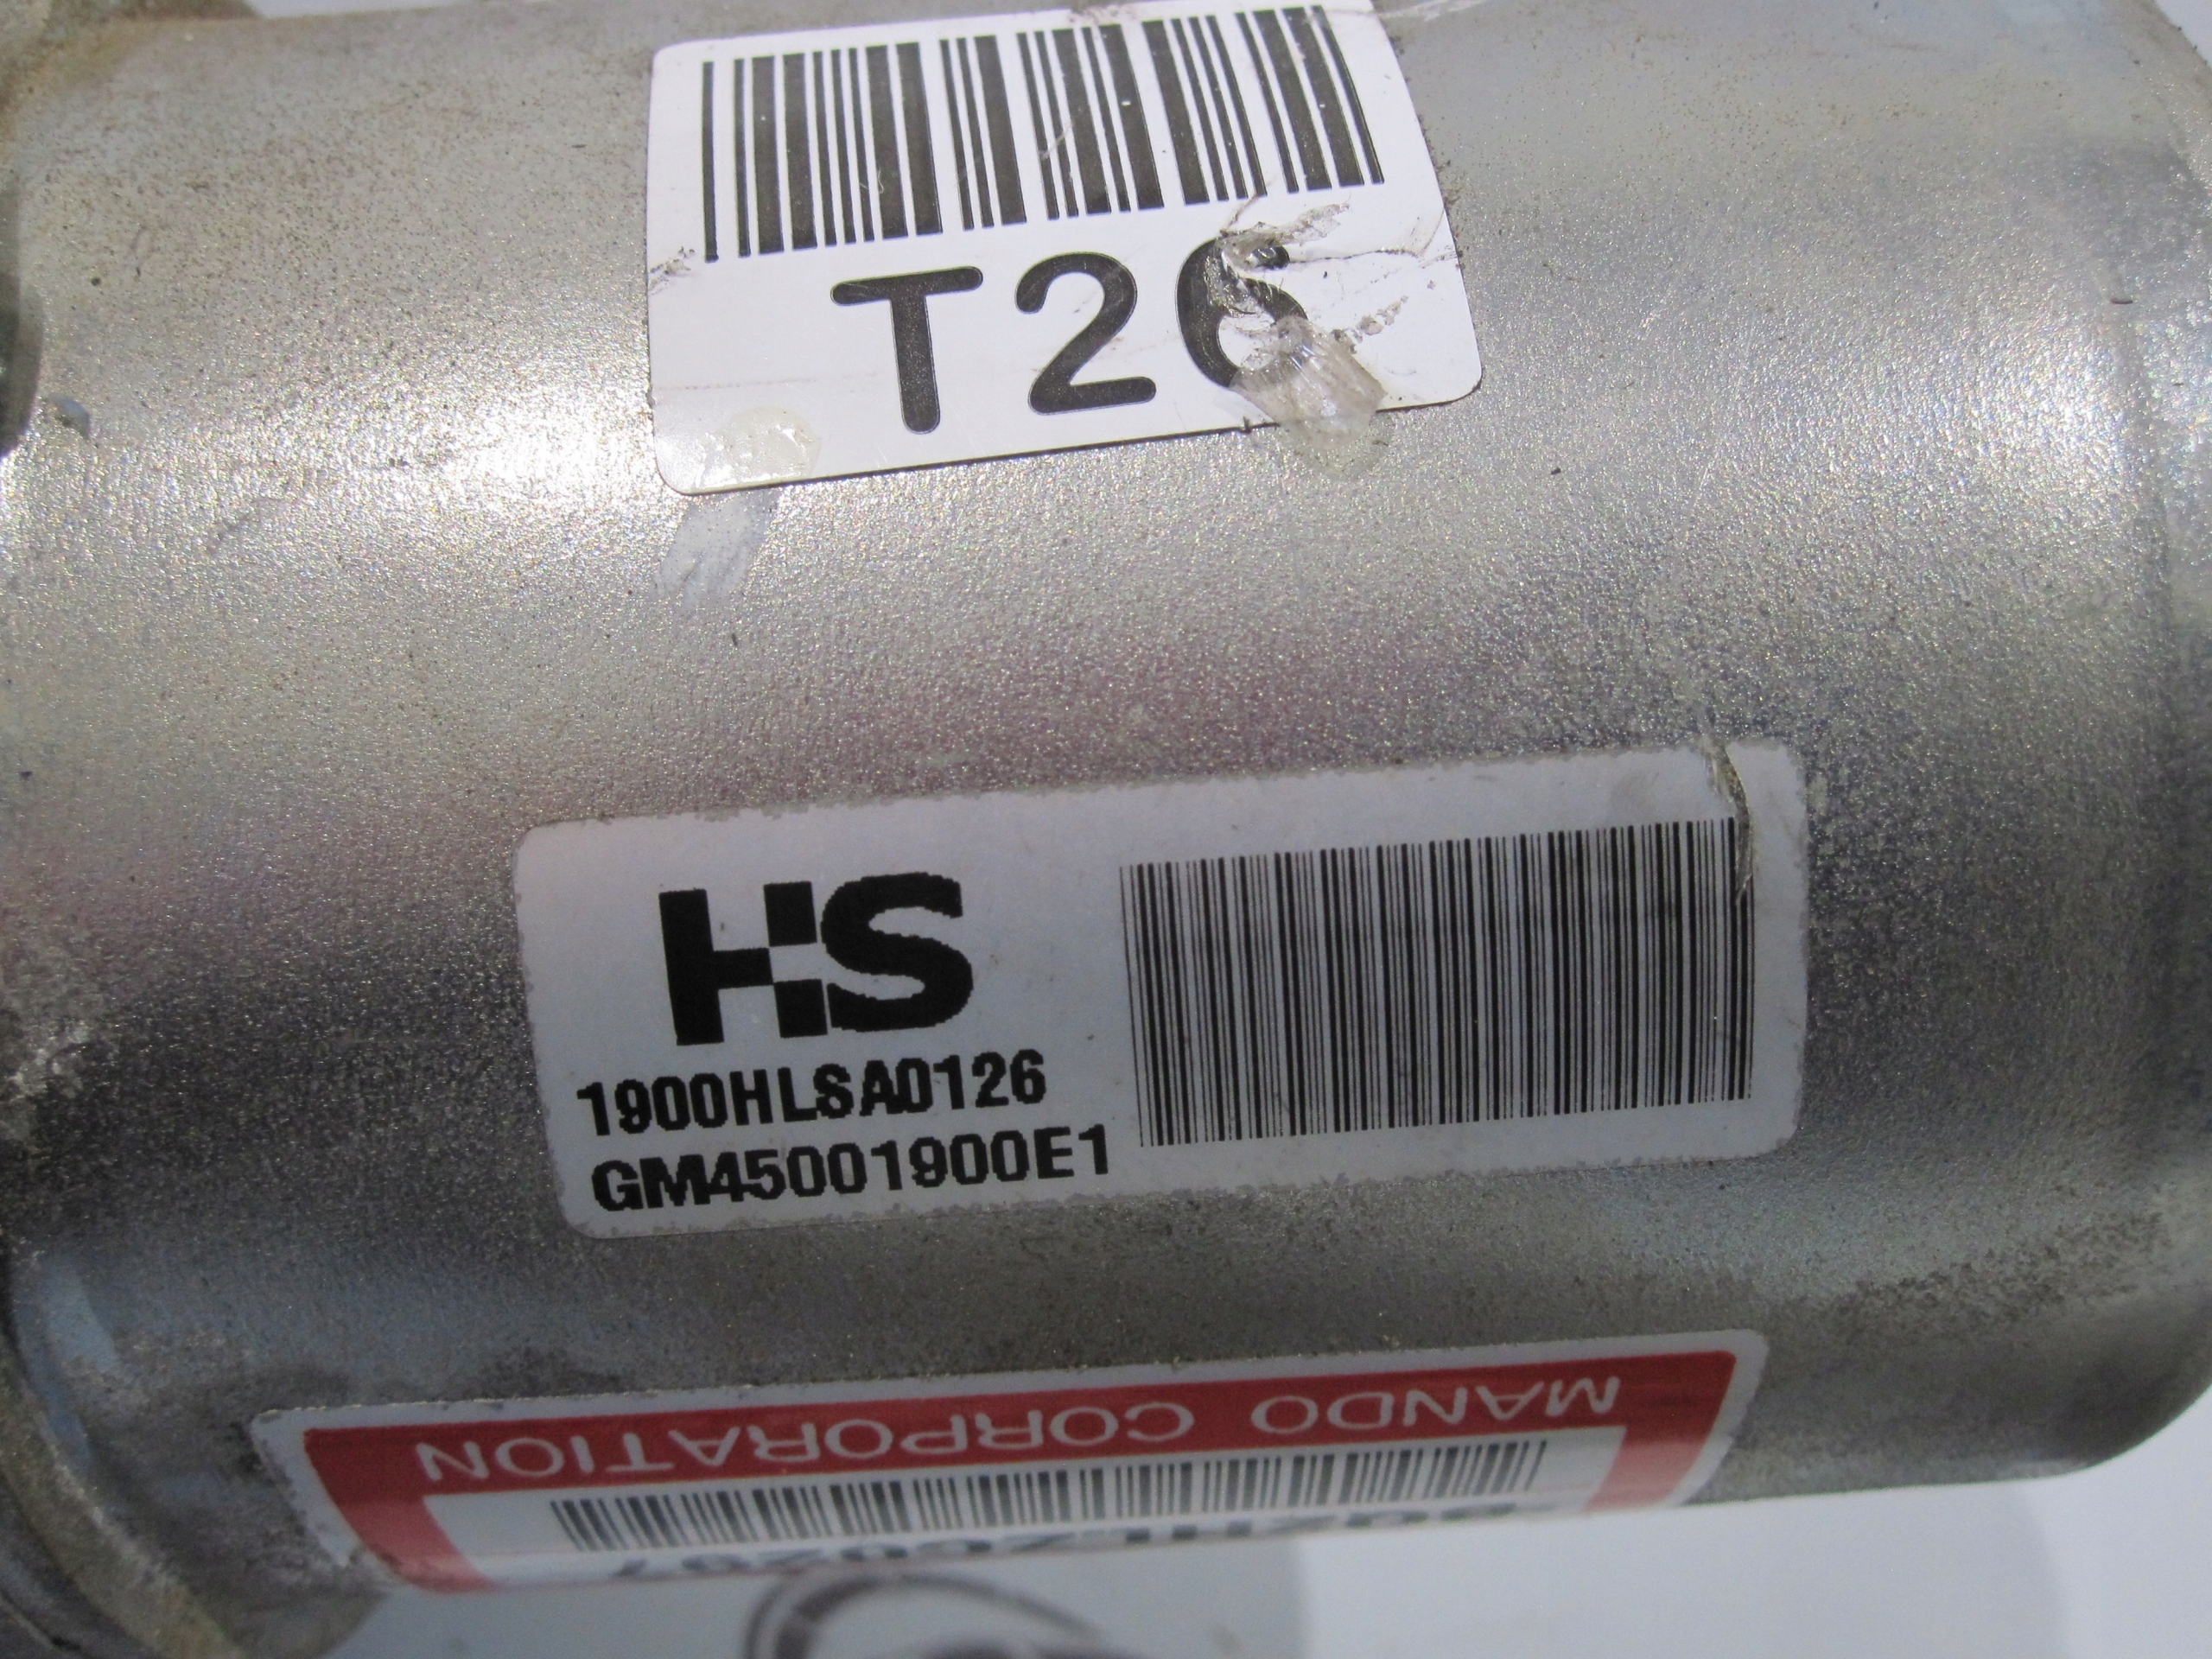 T26
HS
1900HLSA0126
GM45001900E1
MANDO CORPORATION